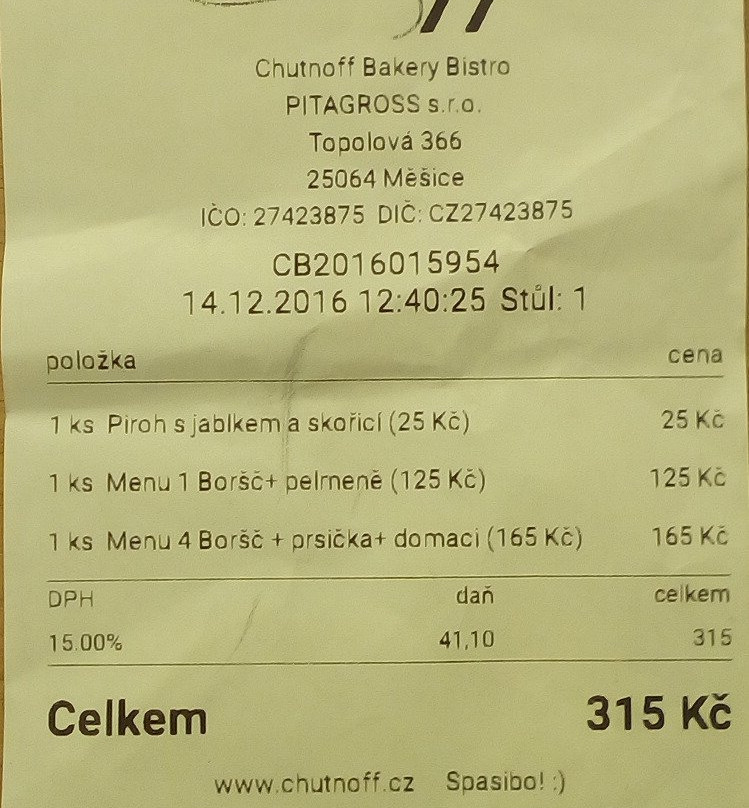 Chutnoff Bakery Bistro
PITAGROSS s.r.o.
Topolová 366
25064 Měšice
IČO: 27423875 DIČ: CZ27423875
CB2016015954
14.12.2016 12:40:25 Stůl: 1
položka cena
1 ks Piroh s jablkem a skořicí (25 Kč) 25 Kč
1 ks Menu 1 Boršč+ pelmeně (125 Kč) 125 Kč
1 ks Menu 4 Boršč + prsička+ domaci (165 Kč) 165 Kč
DPH daň celkem
15.00% 41,10 315
Celkem 315 Kč
www.chutnoff.cz Spasibo! :)